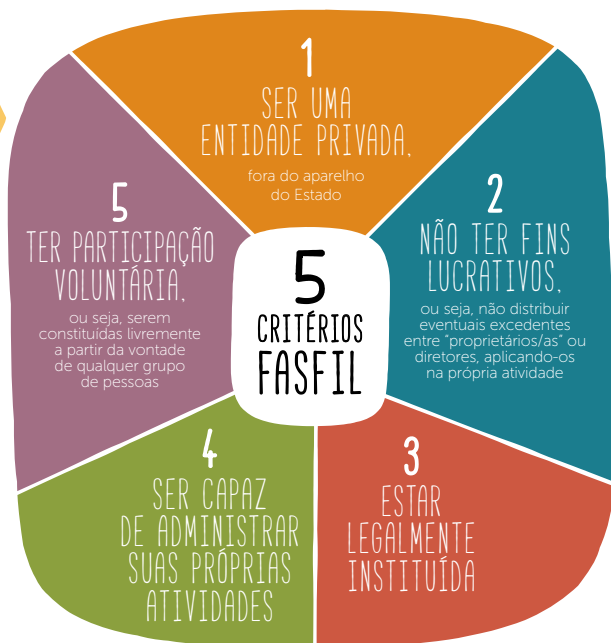 1
SER UMA
ENTIDADE PRIVADA,
fora do aparelho
do Estado
2
NÃO TER FINS
LUCRATIVOS,
ou seja, não distribuir
eventuais excedentes
entre "proprietários/as" ou
diretores, aplicando-os
na própria atividade
3
ESTAR
LEGALMENTE
INSTITUÍDA
4
SER CAPAZ
DE ADMINISTRAR
SUAS PRÓPRIAS
ATIVIDADES
5
TER PARTICIPAÇÃO
VOLUNTÁRIA,
ou seja, serem
constituídas livremente
a partir da vontade
de qualquer grupo
de pessoas
5
CRITÉRIOS
FASFIL